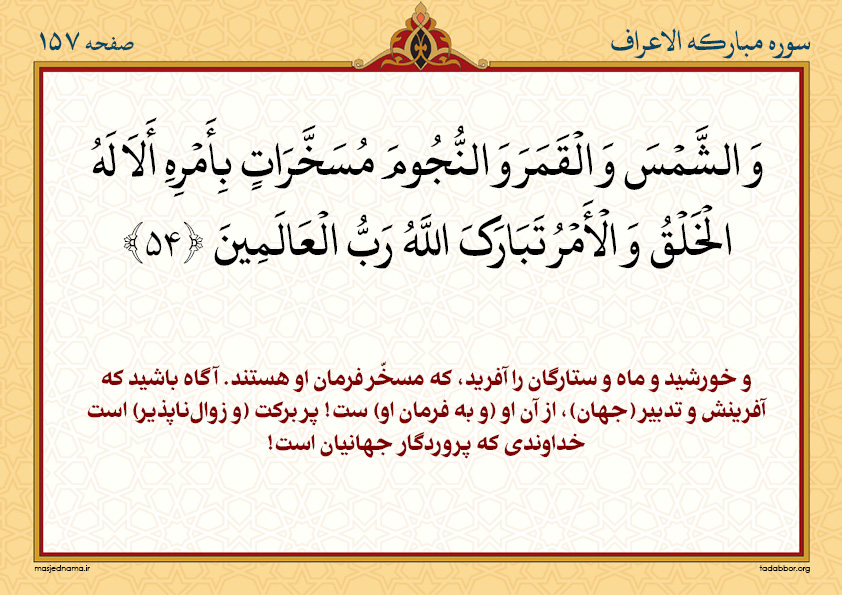 سوره مبارکه الاعراف
صفحه ۱۵۷
وَالشَّمْسَ وَالْقَمَرَ وَالنُّجُومَ مُسَخَّرَاتٍ بِأَمْرِهِ أَلَا لَهُ
الْخَلْقُ وَالْأَمْرُ تَبَارَکَ اللَّهُ رَبُّ الْعَالَمِينَ ﴿۵۴﴾
و خورشید و ماه و ستارگان را آفرید، که مسخّر فرمان او هستند. آگاه باشید که
آفرینش و تدبیر (جهان)، از آن او (و به فرمان او) ست! پر برکت (و زوال‌ناپذیر) است
خداوندی که پروردگار جهانیان است!
masjednama.ir
tadabbor.org